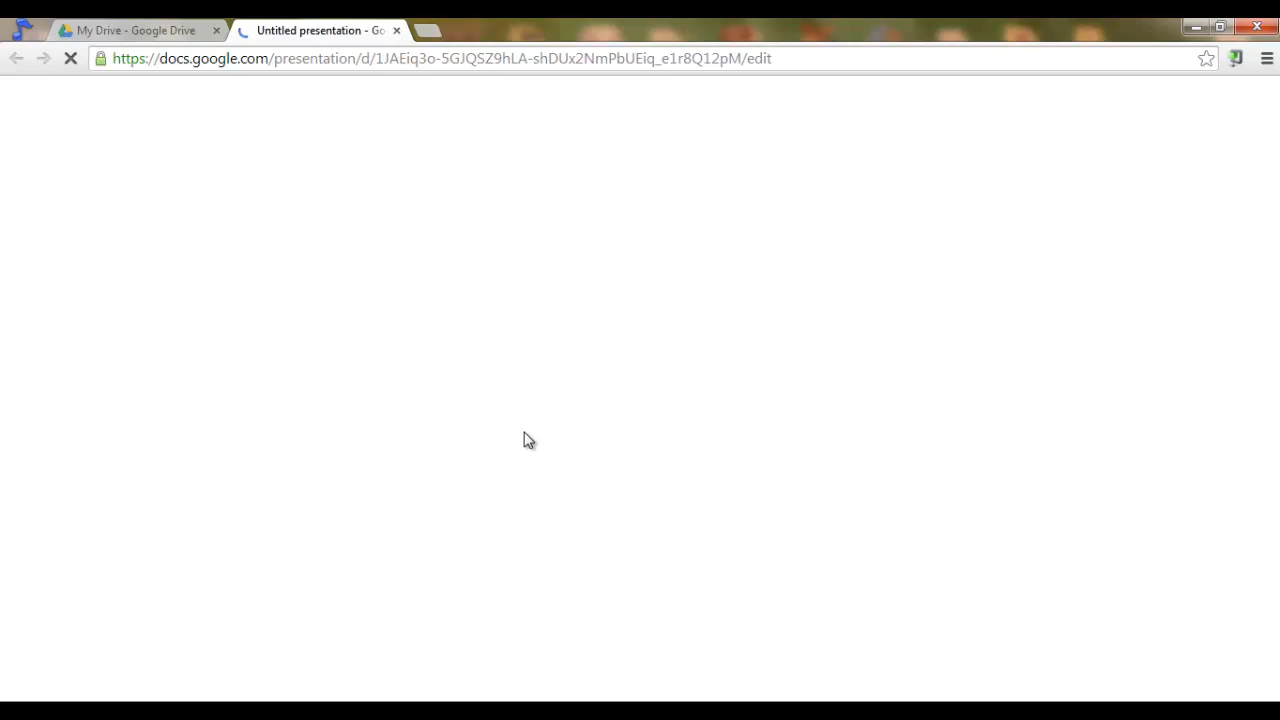 My Drive - Google Drive
Untitled presentation - Go
https://docs.google.com/presentation/d/1JAEiq3o-5GJQSZ9hLA-shDUx2NmPbUEiq_e1r8Q12pM/edit